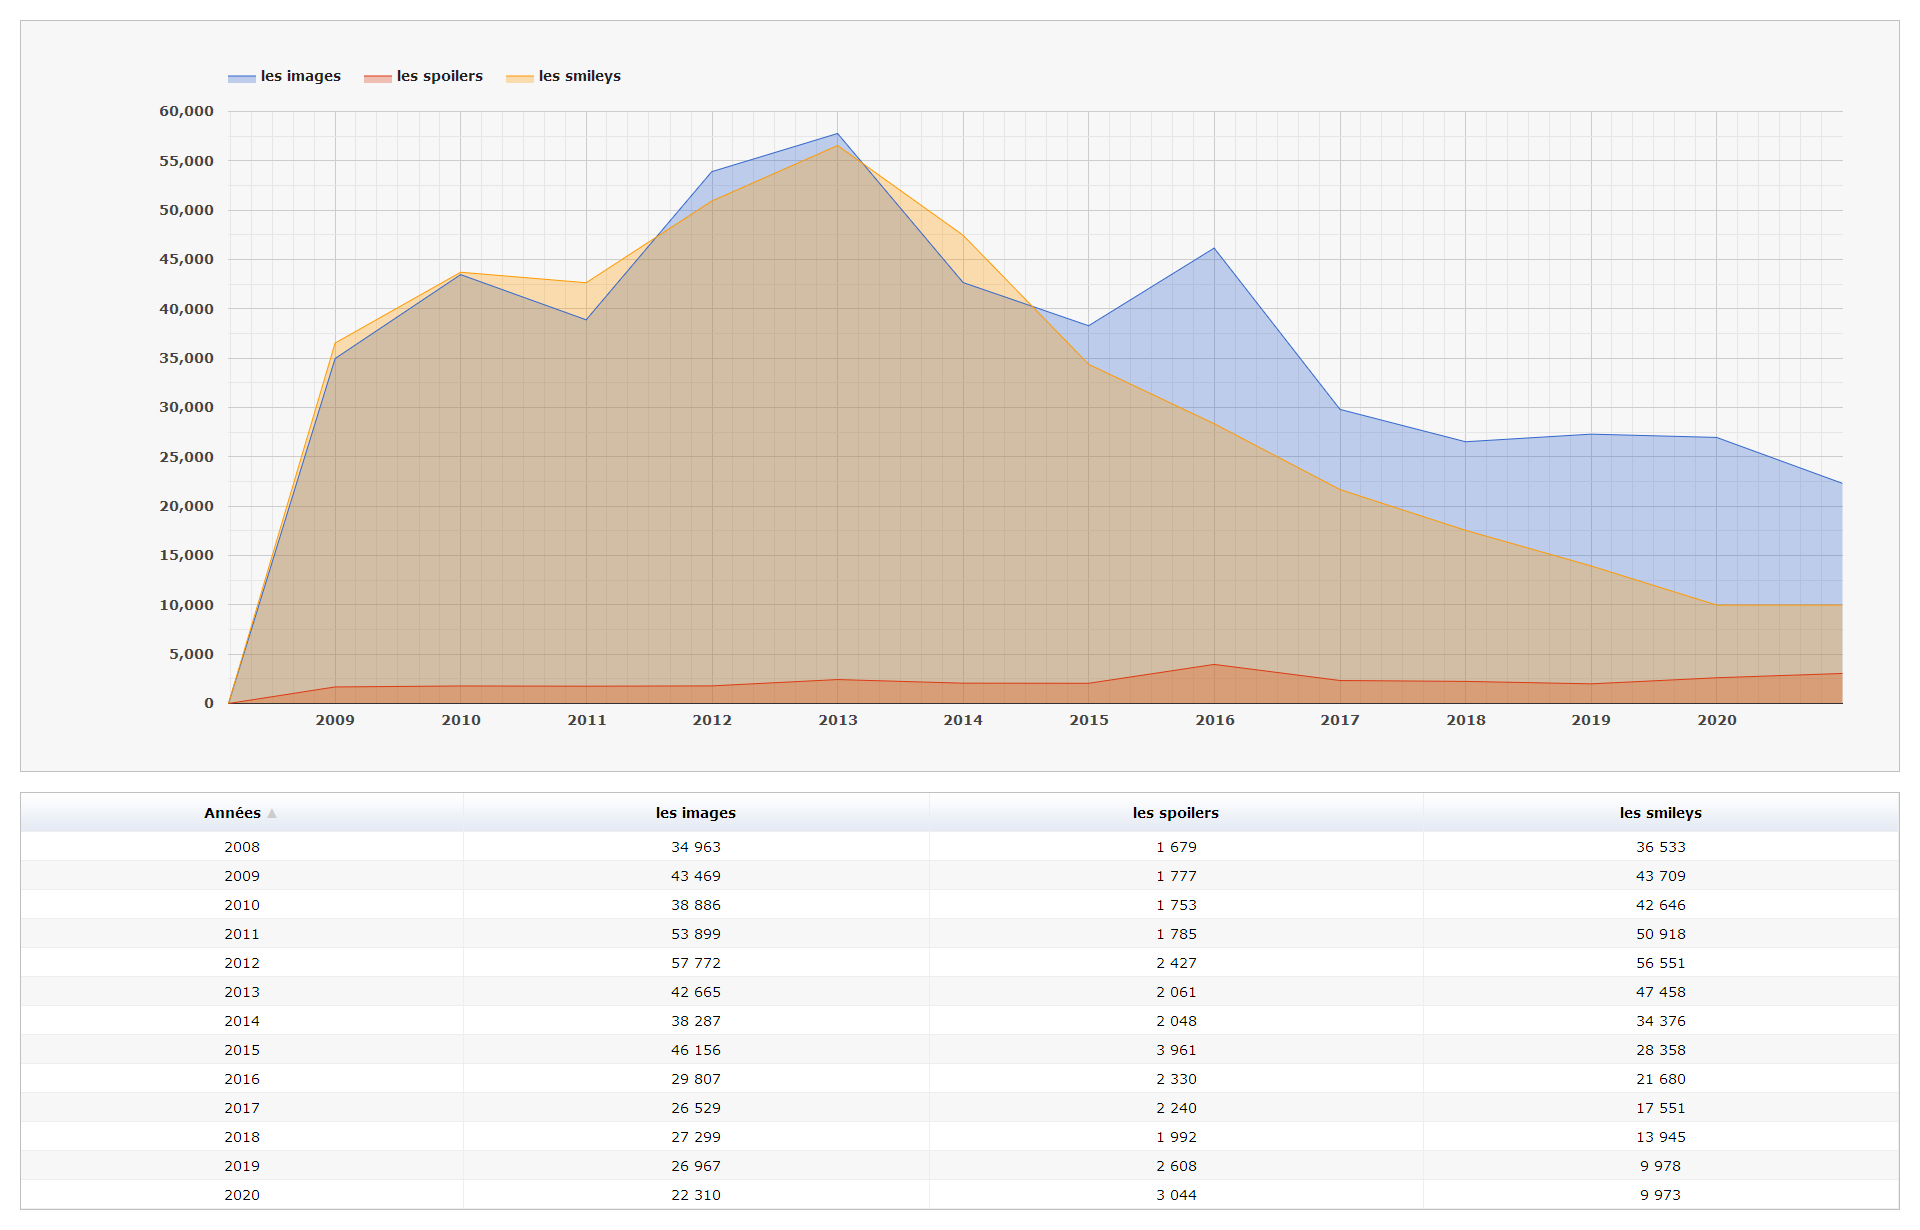 les images les spoilers les smileys
60,000
55,000
50,000
45,000
40,000
35,000
30,000
25,000
20,000
15,000
10,000
5,000
0
2009 2010 2011 2012 2013 2014 2015 2016 2017 2018 2019 2020
Années les images les spoilers les smileys
2008 34 963 1 679 36 533
2009 43 469 1 777 43 709
2010 38 886 1 753 42 646
2011 53 899 1 785 50 918
2012 57 772 2 427 56 551
2013 42 665 2 061 47 458
2014 38 287 2 048 34 376
2015 46 156 3 961 28 358
2016 29 807 2 330 21 680
2017 26 529 2 240 17 551
2018 27 299 1 992 13 945
2019 26 967 2 608 9 978
2020 22 310 3 044 9 973